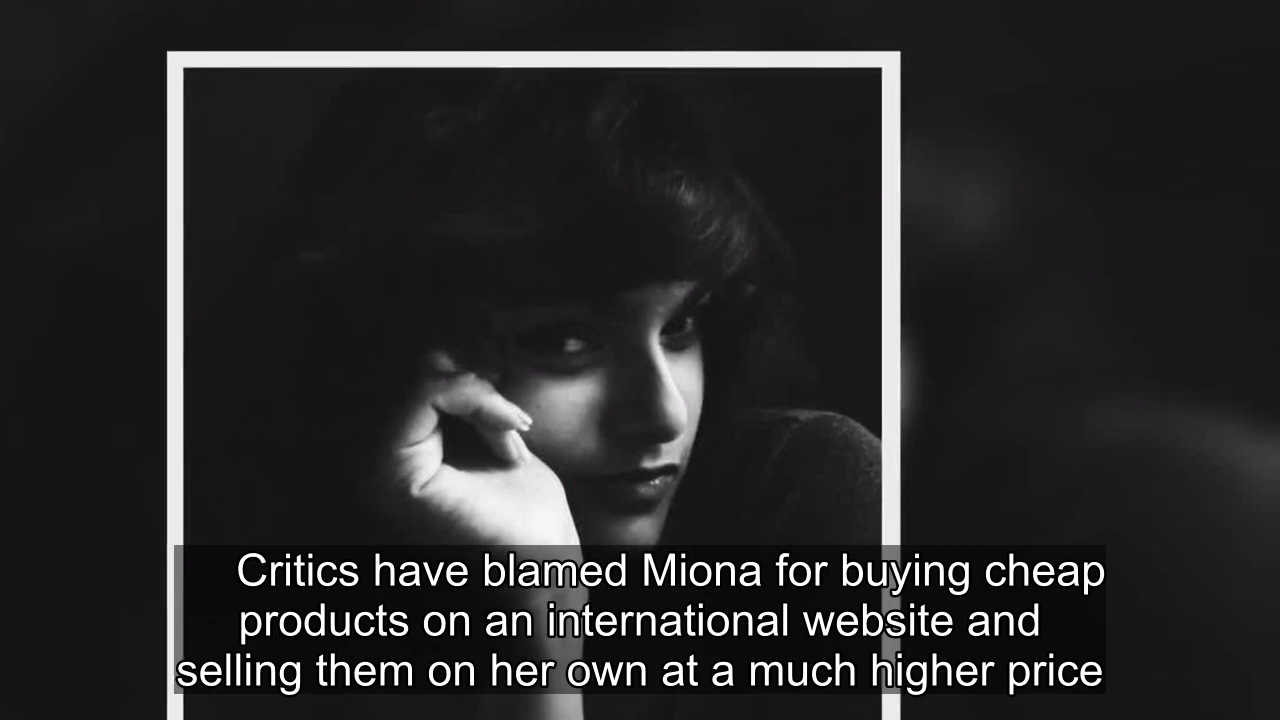 Critics have blamed Miona for buying cheap
products on an international website and
selling them on her own at a much higher price